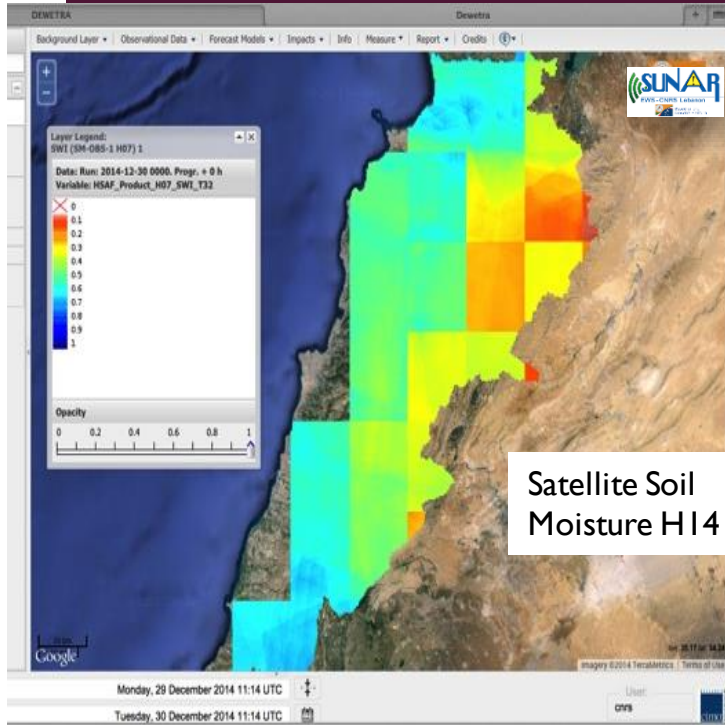 DEWETRA
Dewetra
Background Layer Observational Data Forecast Models Impacts Info Measure Report Credits
SUNAR
EWS-CNRS Lebanon
Layer Legend:
SWI (SM-OBS-1 H07) 1
Data: Run: 2014-12-30 0000. Progr. + 0 h
Variable: HSAF_Product_H07_SWI_T32
0
0.1
0.2
0.3
0.4
0.5
0.6
0.7
0.8
0.9
1
Opacity
0 0.2 0.4 0.6 0.8 1
Satellite Soil
Moisture H14
Google
Imagery ©2014 TerraMetrics Terms of Use
Monday, 29 December 2014 11:14 UTC
Tuesday, 30 December 2014 11:14 UTC
User:
cnrs
cima